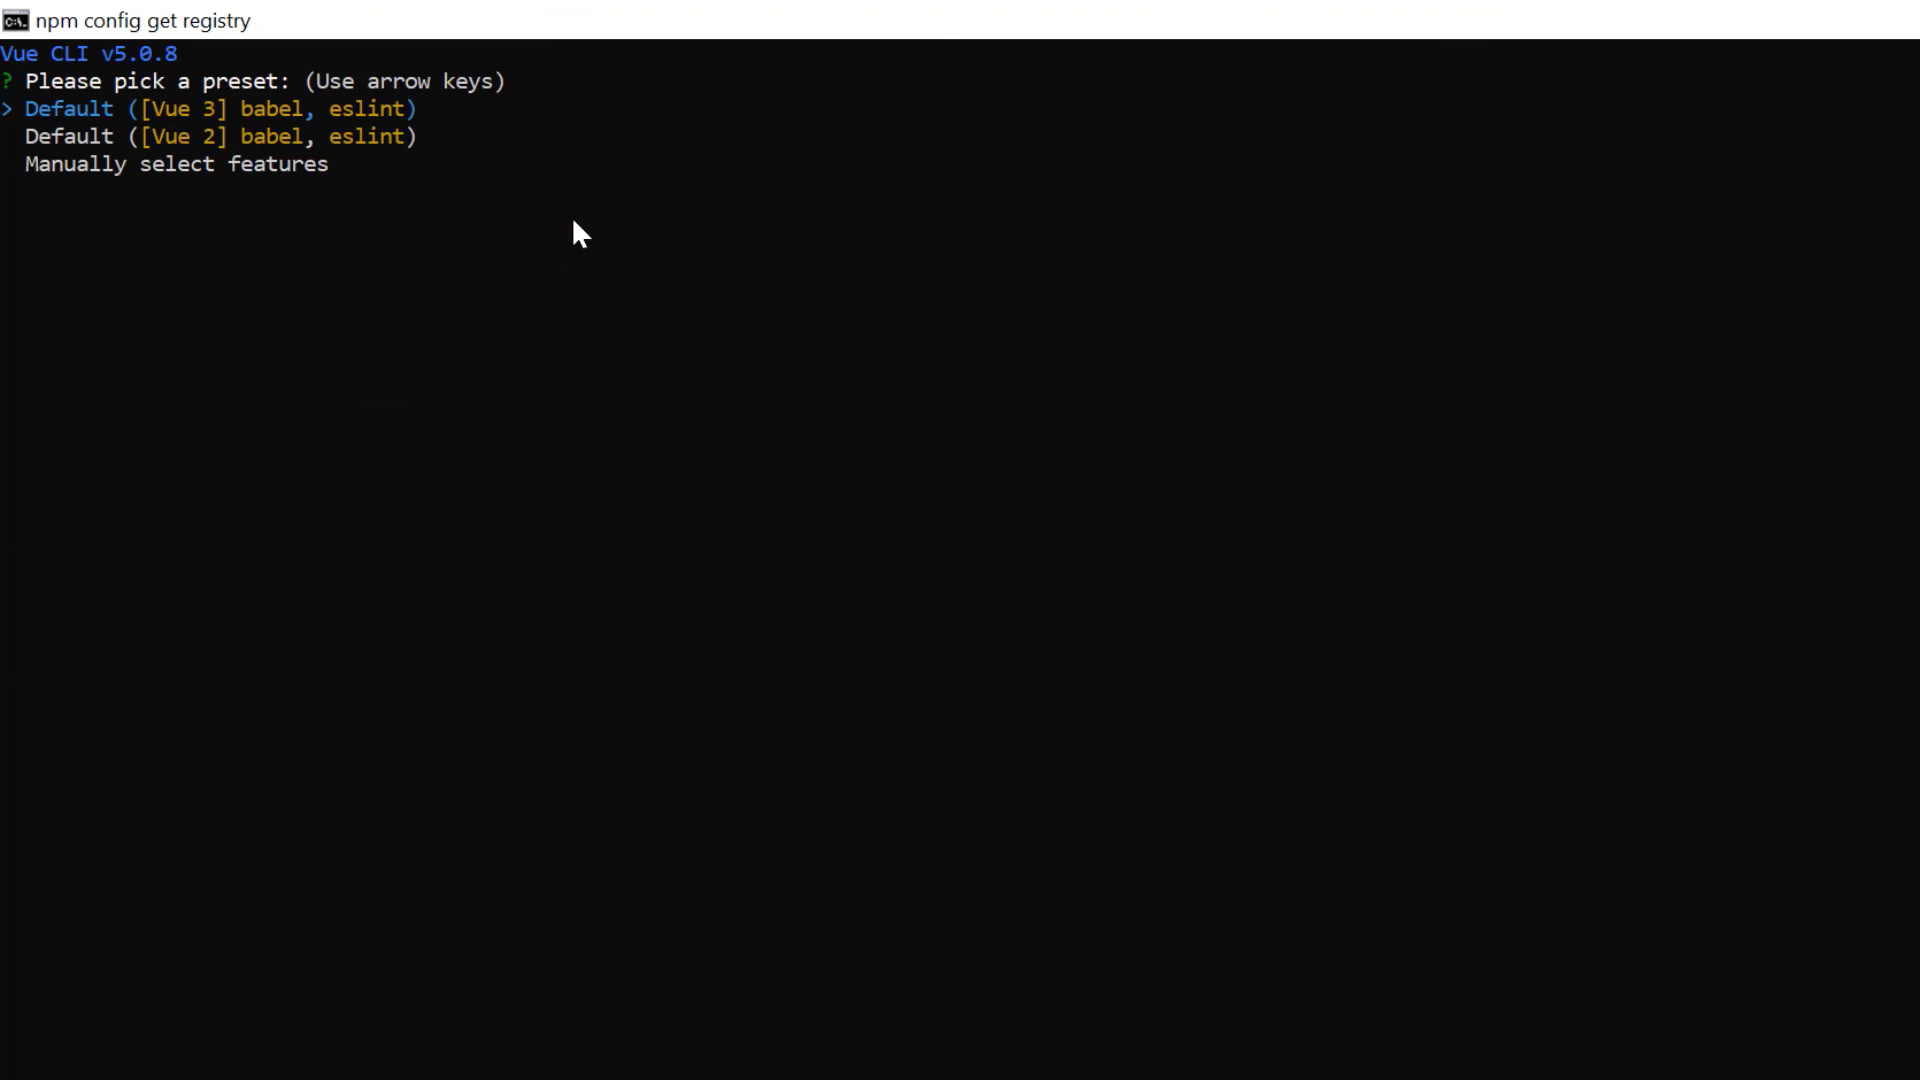 npm config get registry
Vue CLI v5.0.8
? Please pick a preset: (Use arrow keys)
> Default ([Vue 3] babel, eslint)
Default ([Vue 2] babel, eslint)
Manually select features